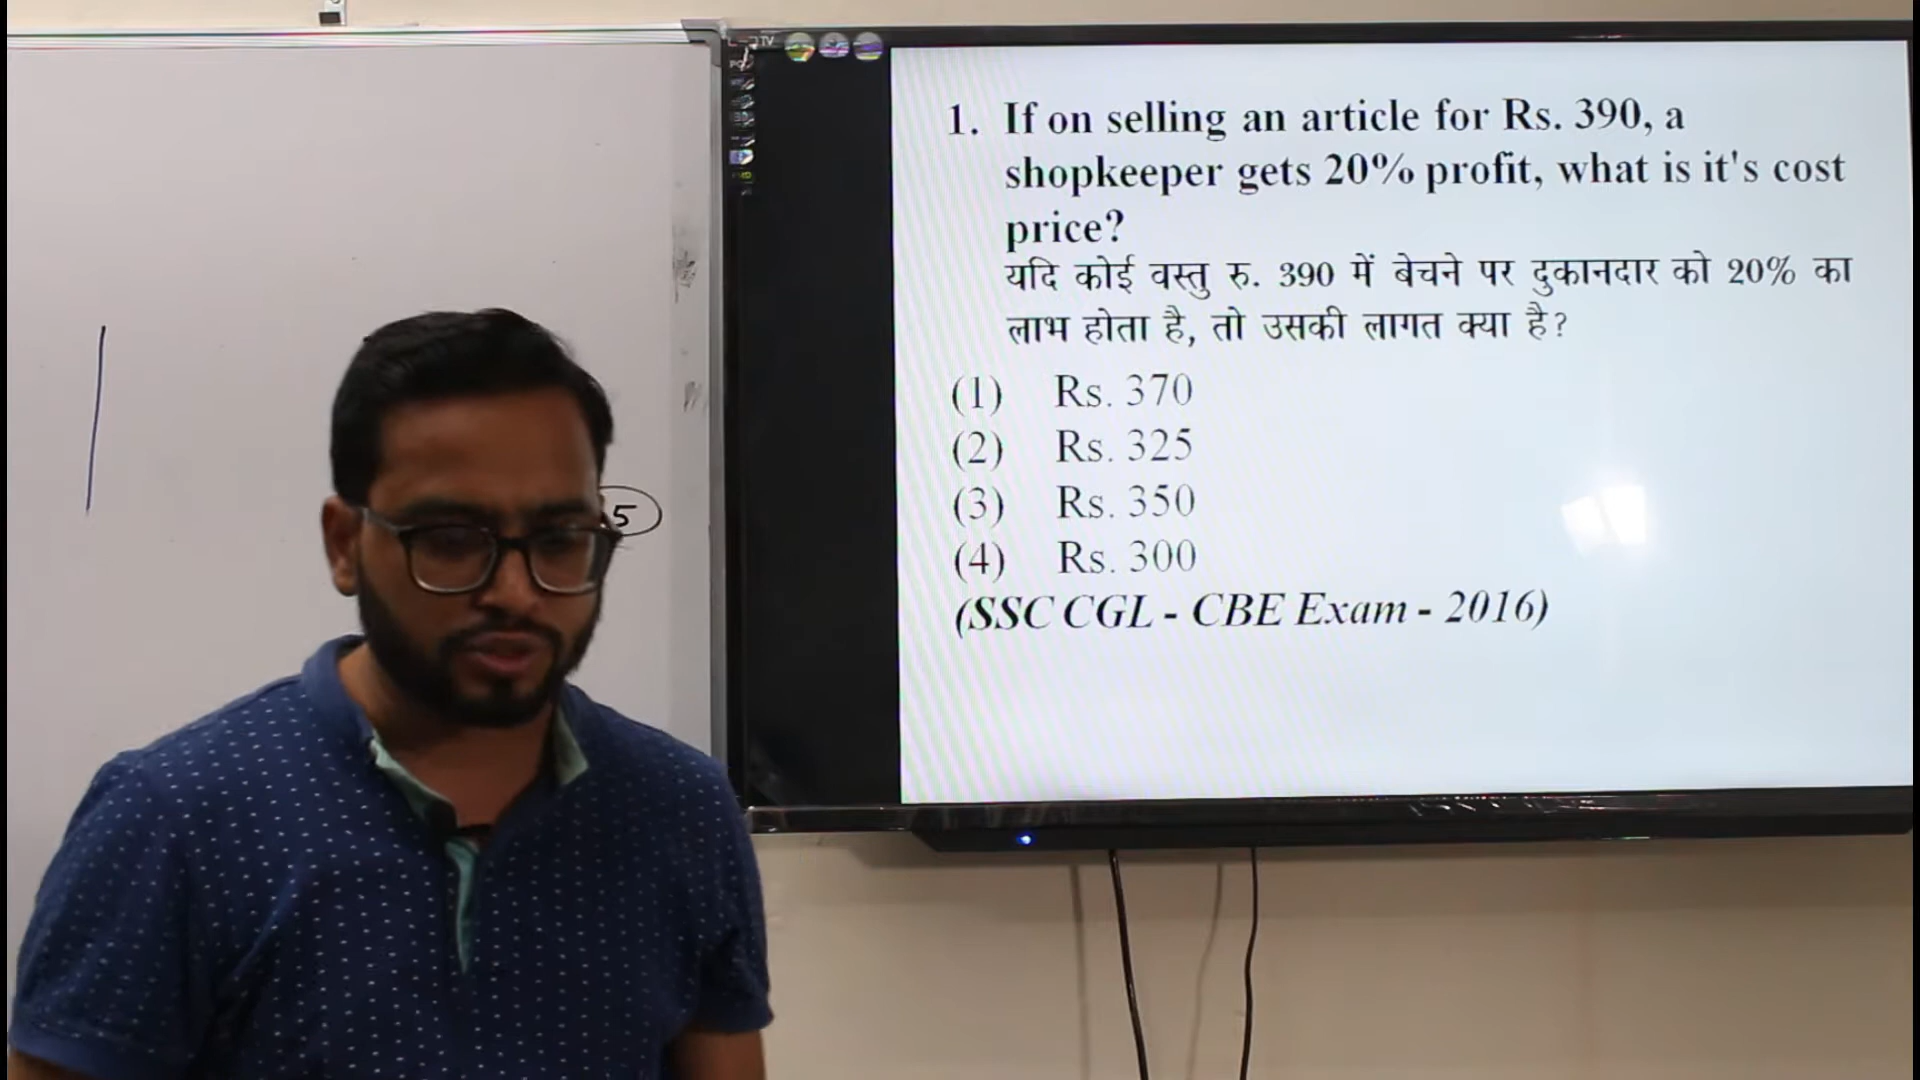 TV
1. If on selling an article for Rs. 390, a
shopkeeper gets 20% profit, what is it's cost
price?
यदि कोई वस्तु रु. 390 में बेचने पर दुकानदार को 20% का
लाभ होता है, तो उसकी लागत क्या है?
(1) Rs. 370
(2) Rs. 325
(3) Rs. 350
(4) Rs. 300
(SSC CGL - CBE Exam - 2016)
5